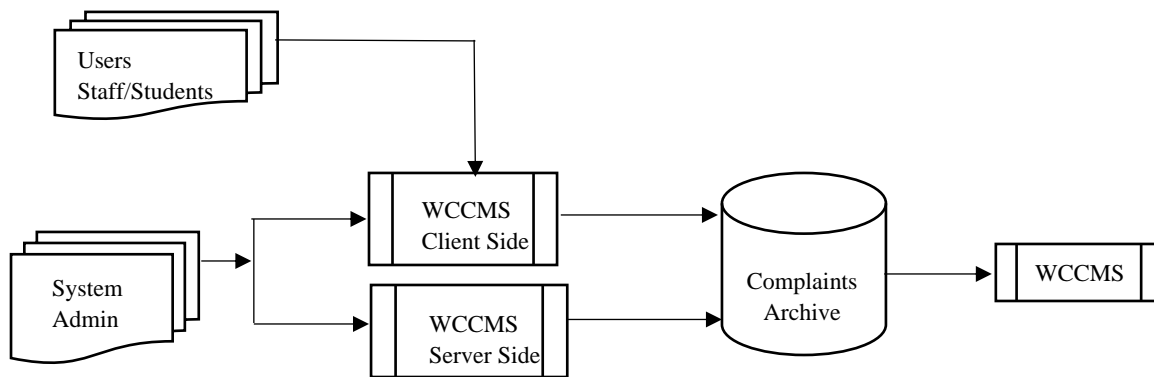 Users
Staff/Students
WCCMS
Client Side
System
Admin
WCCMS
Server Side
Complaints
Archive
WCCMS